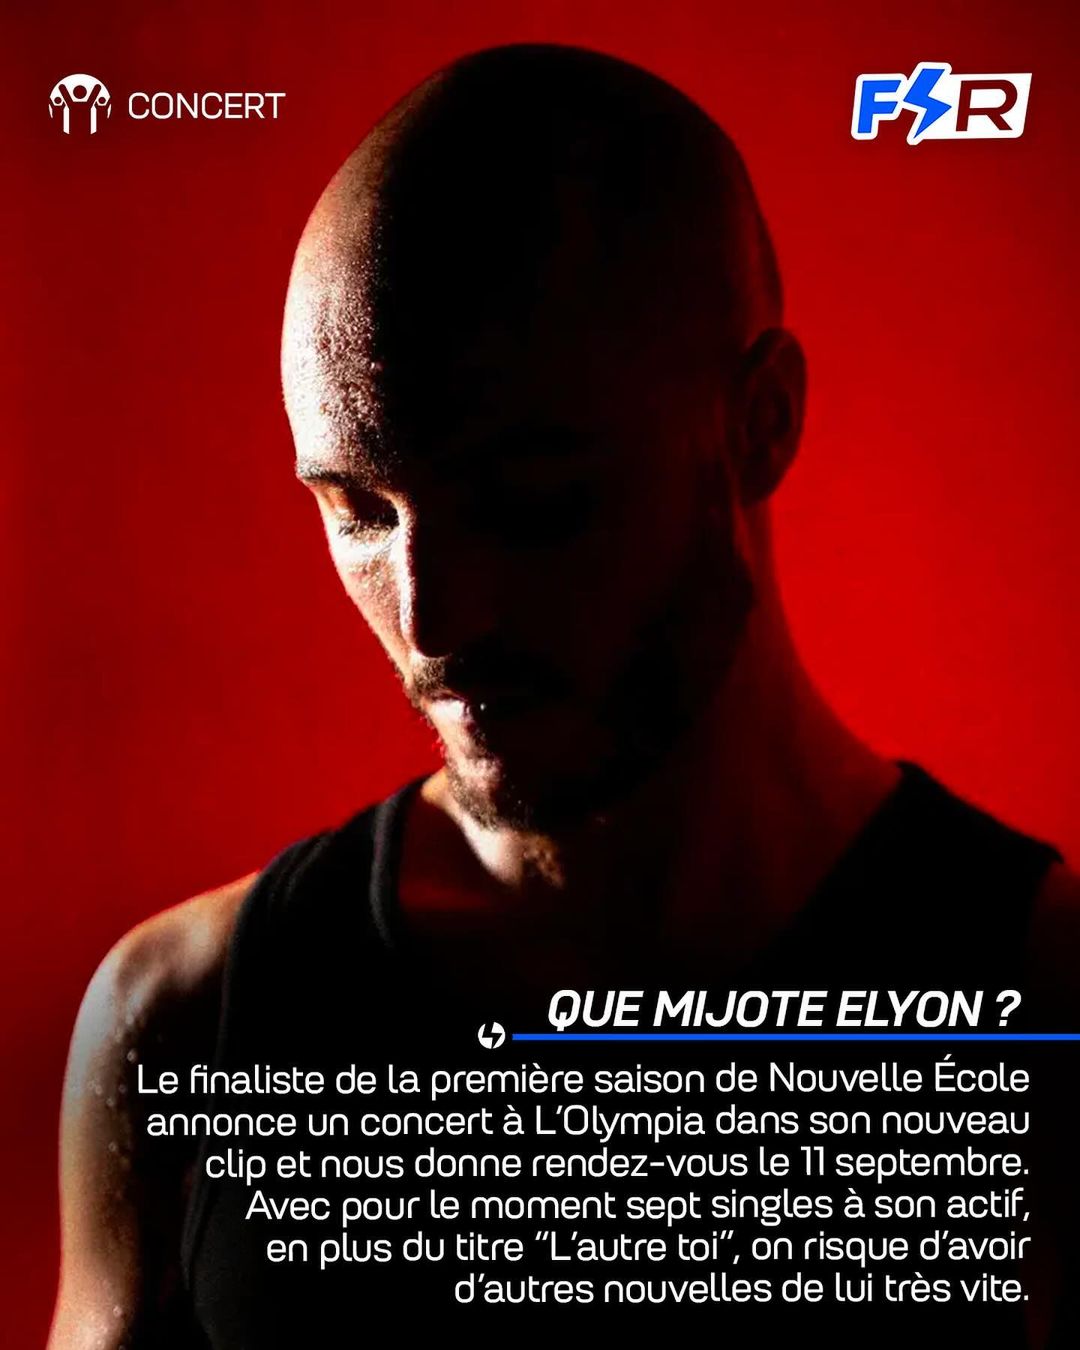 CONCERT
F R
QUE MIJOTE ELYON ?
Le finaliste de la première saison de Nouvelle École
annonce un concert à L’Olympia dans son nouveau
clip et nous donne rendez-vous le 11 septembre.
Avec pour le moment sept singles à son actif,
en plus du titre “L’autre toi”, on risque d’avoir
d’autres nouvelles de lui très vite.